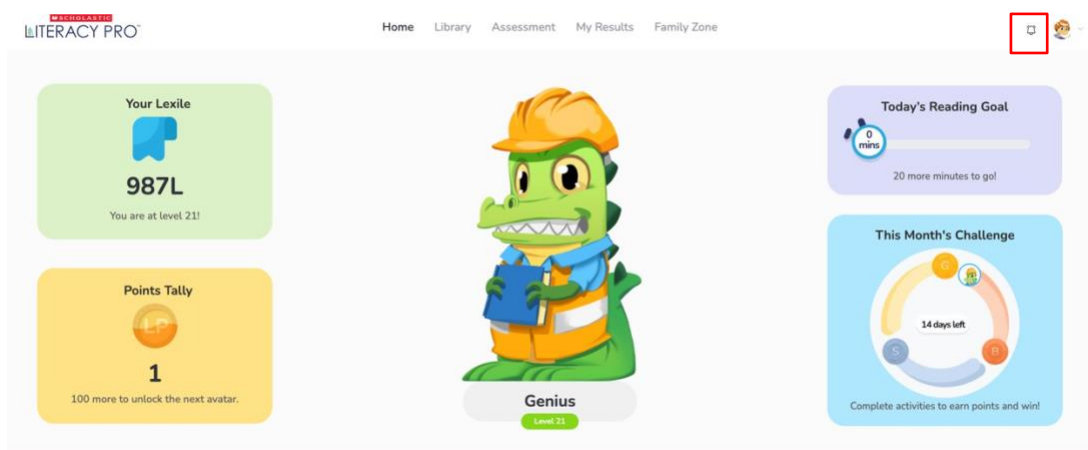 SCHOLASTIC
LITERACY PRO™
Home Library Assessment My Results Family Zone
Your Lexile
987L
You are at level 21!
Points Tally
LP
1
100 more to unlock the next avatar.
Genius
Level 21
Today's Reading Goal
0
mins
20 more minutes to go!
This Month's Challenge
G
14 days left
S
B
Complete activities to earn points and win!